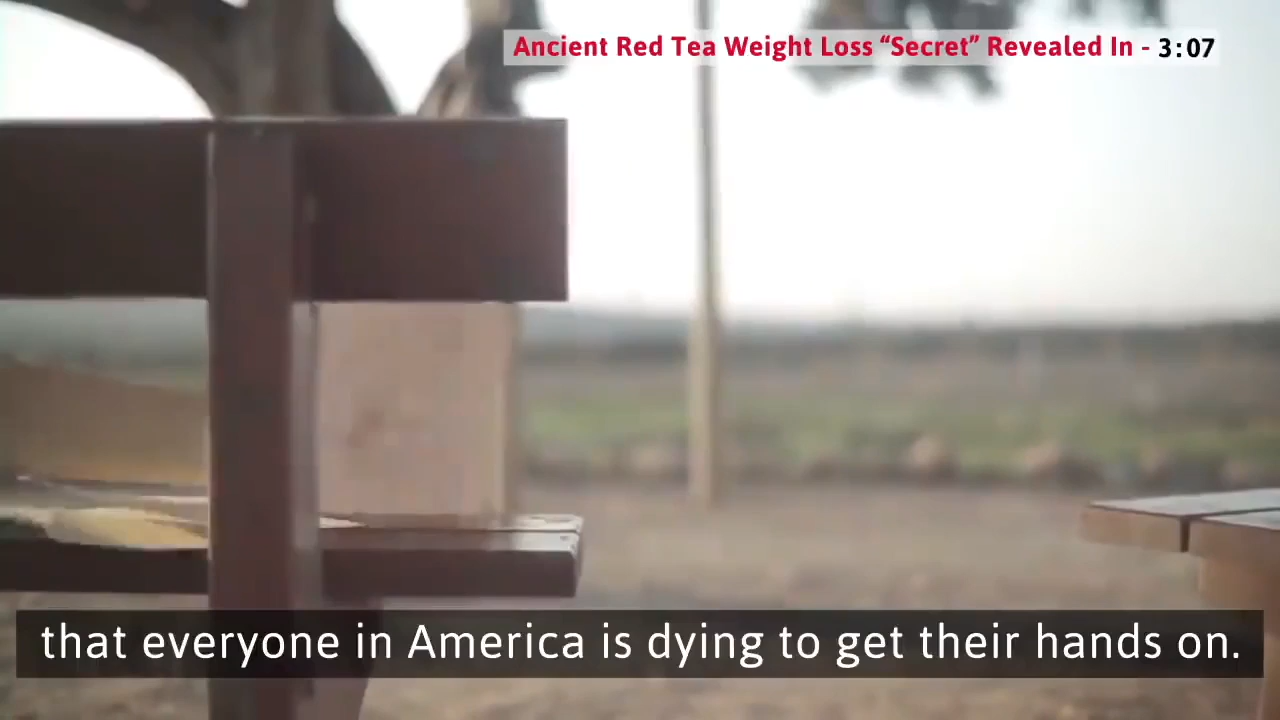 Ancient Red Tea Weight Loss “Secret” Revealed In - 3:07
that everyone in America is dying to get their hands on.